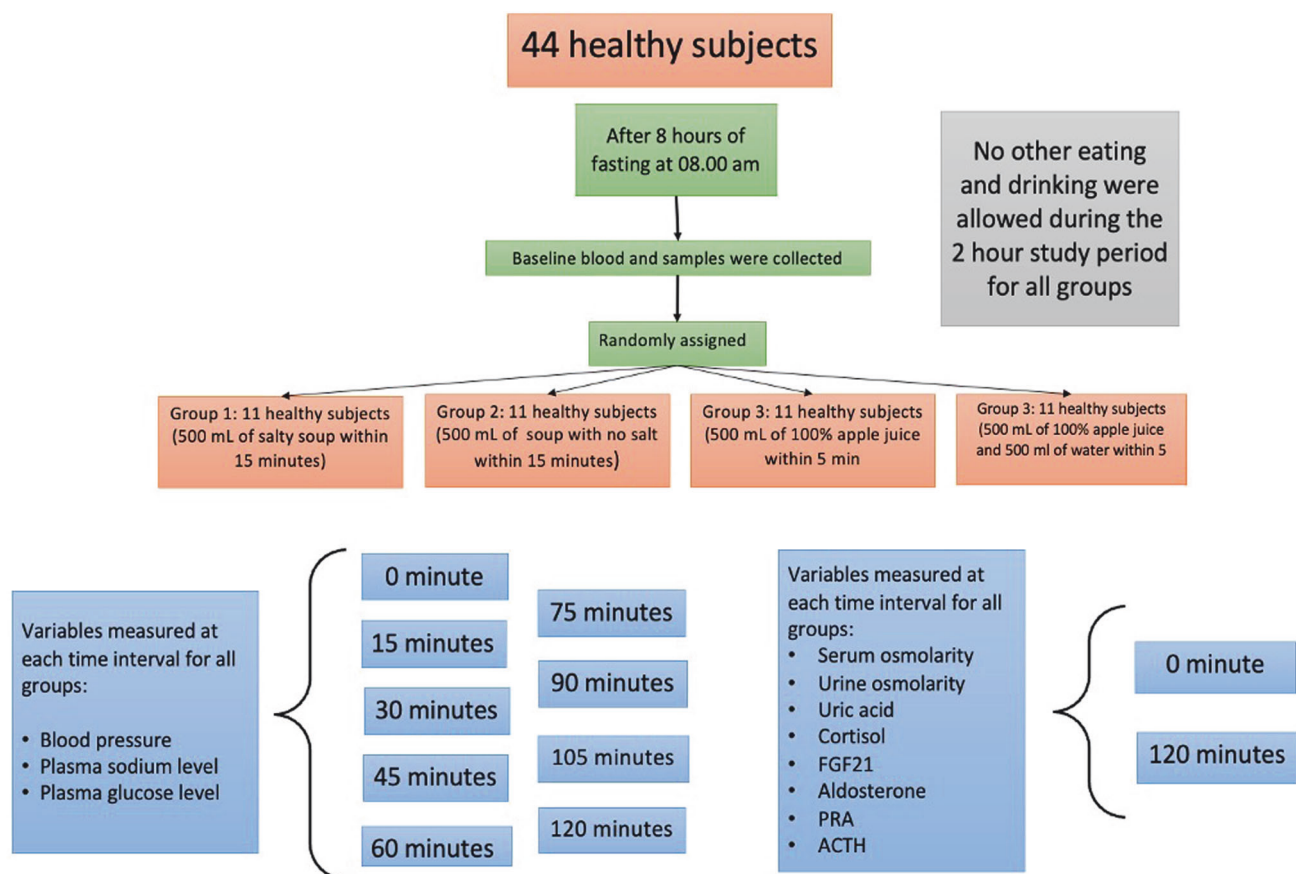 44 healthy subjects
After 8 hours of
fasting at 08.00 am
No other eating
and drinking were
allowed during the
2 hour study period
for all groups
Baseline blood and samples were collected
Randomly assigned
Group 1: 11 healthy subjects
(500 mL of salty soup within
15 minutes)
Group 2: 11 healthy subjects
(500 mL of soup with no salt
within 15 minutes)
Group 3: 11 healthy subjects
(500 mL of 100% apple juice
within 5 min
Group 3: 11 healthy subjects
(500 mL of 100% apple juice
and 500 ml of water within 5
Variables measured at
each time interval for all
groups:
• Blood pressure
• Plasma sodium level
• Plasma glucose level
0 minute
15 minutes
30 minutes
45 minutes
60 minutes
75 minutes
90 minutes
105 minutes
120 minutes
Variables measured at
each time interval for all
groups:
• Serum osmolarity
• Urine osmolarity
• Uric acid
• Cortisol
• FGF21
• Aldosterone
• PRA
• ACTH
0 minute
120 minutes